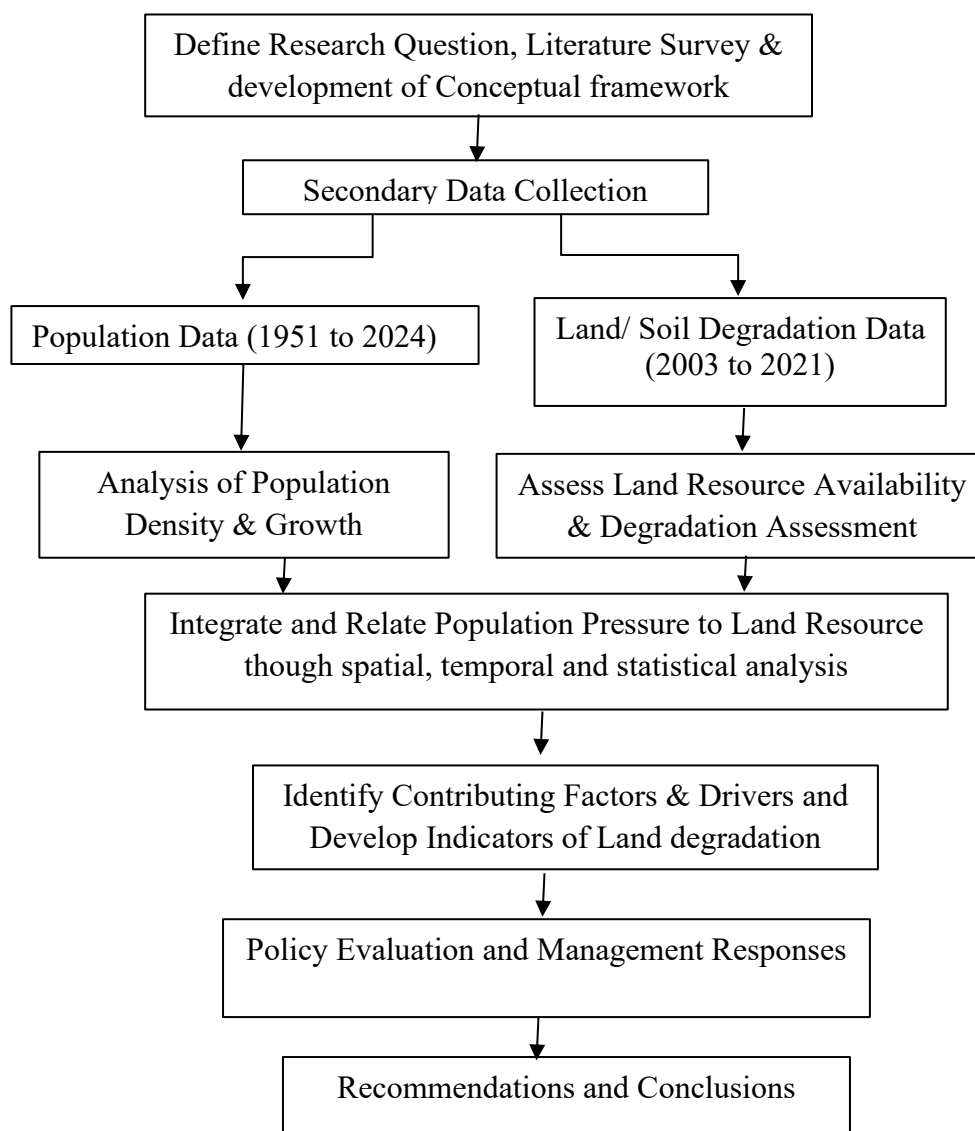 Define Research Question, Literature Survey &
development of Conceptual framework
Secondary Data Collection
Population Data (1951 to 2024)
Land/ Soil Degradation Data
(2003 to 2021)
Analysis of Population
Density & Growth
Assess Land Resource Availability
& Degradation Assessment
Integrate and Relate Population Pressure to Land Resource
though spatial, temporal and statistical analysis
Identify Contributing Factors & Drivers and
Develop Indicators of Land degradation
Policy Evaluation and Management Responses
Recommendations and Conclusions